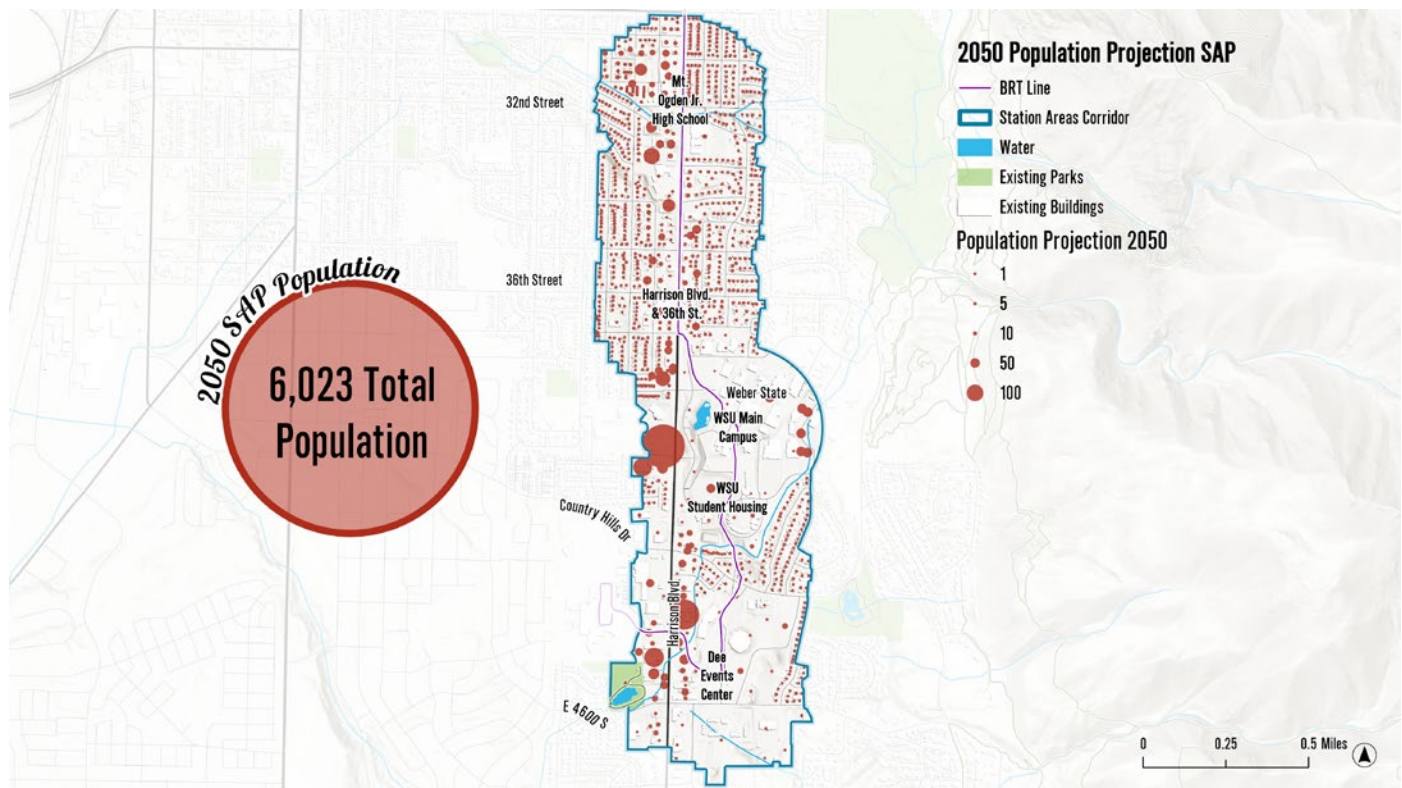 2050 Population Projection SAP
BRT Line
Station Areas Corridor
Water
Existing Parks
Existing Buildings
Population Projection 2050
1
5
10
50
100
2050 SAP Population
6,023 Total
Population
32nd Street
Mt.
Ogden Jr.
High School
36th Street
Harrison Blvd.
& 36th St.
Weber State
WSU Main
Campus
WSU
Student Housing
Country Hills Dr
Harrison Blvd
Dee
Events
Center
E 4600 S
0 0.25 0.5 Miles